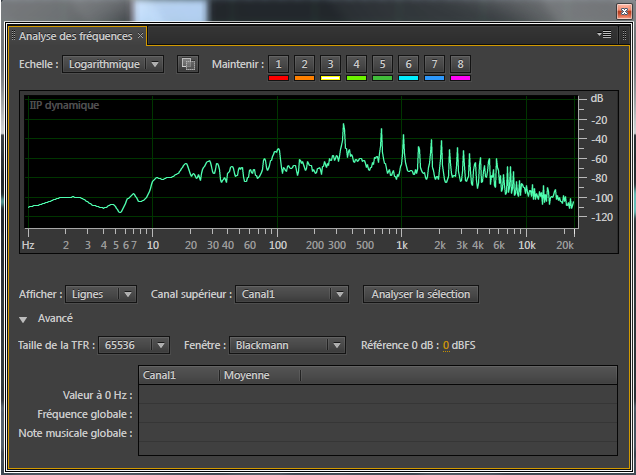 Analyse des fréquences ×
Echelle : Logarithmique Maintenir : 1 2 3 4 5 6 7 8
IIP dynamique
dB
-20
-40
-60
-80
-100
-120
Hz 2 3 4 5 6 7 10 20 30 40 100 200 300 500 1k 2k 3k 4k 6k 10k 20k
Afficher : Lignes Canal supérieur : Canal1 Analyser la sélection
Avancé
Taille de la TFR : 65536 Fenêtre : Blackmann Référence 0 dB : 0 dBFS
Canal1 Moyenne
Valeur à 0 Hz :
Fréquence globale :
Note musicale globale :